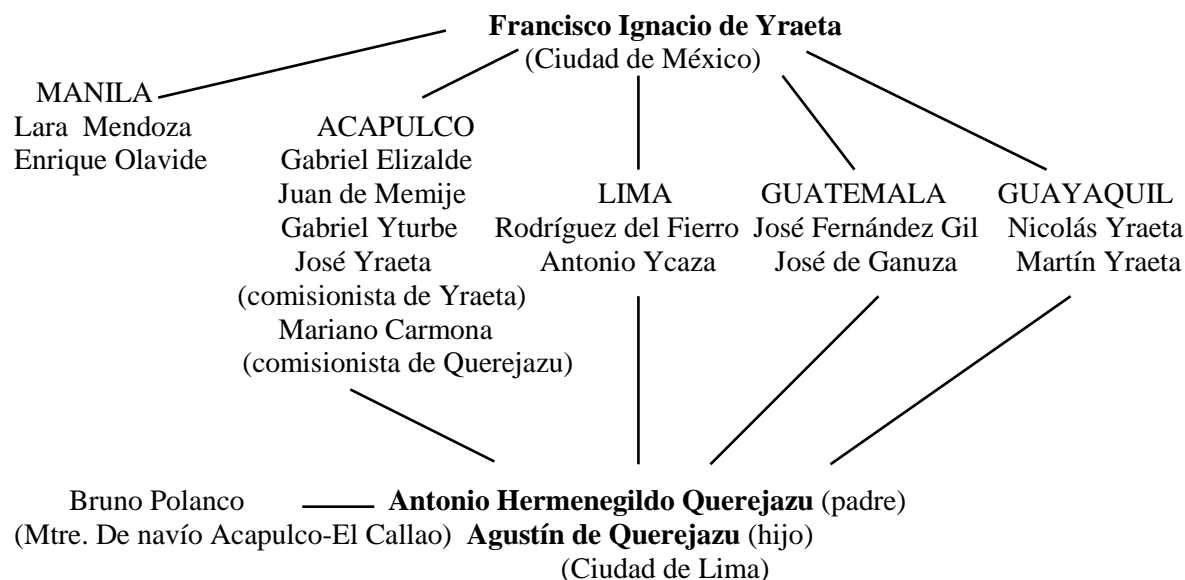 Francisco Ignacio de Yraeta
(Ciudad de México)
MANILA
Lara Mendoza
Enrique Olavide
ACAPULCO
Gabriel Elizalde
Juan de Memije
Gabriel Yturbe
José Yraeta
(comisionista de Yraeta)
Mariano Carmona
(comisionista de Querejazu)
LIMA
Rodríguez del Fierro
Antonio Ycaza
GUATEMALA
José Fernández Gil
José de Ganuza
GUAYAQUIL
Nicolás Yraeta
Martín Yraeta
Bruno Polanco
(Mtre. De navío Acapulco-El Callao)
Antonio Hermenegildo Querejazu (padre)
Agustín de Querejazu (hijo)
(Ciudad de Lima)